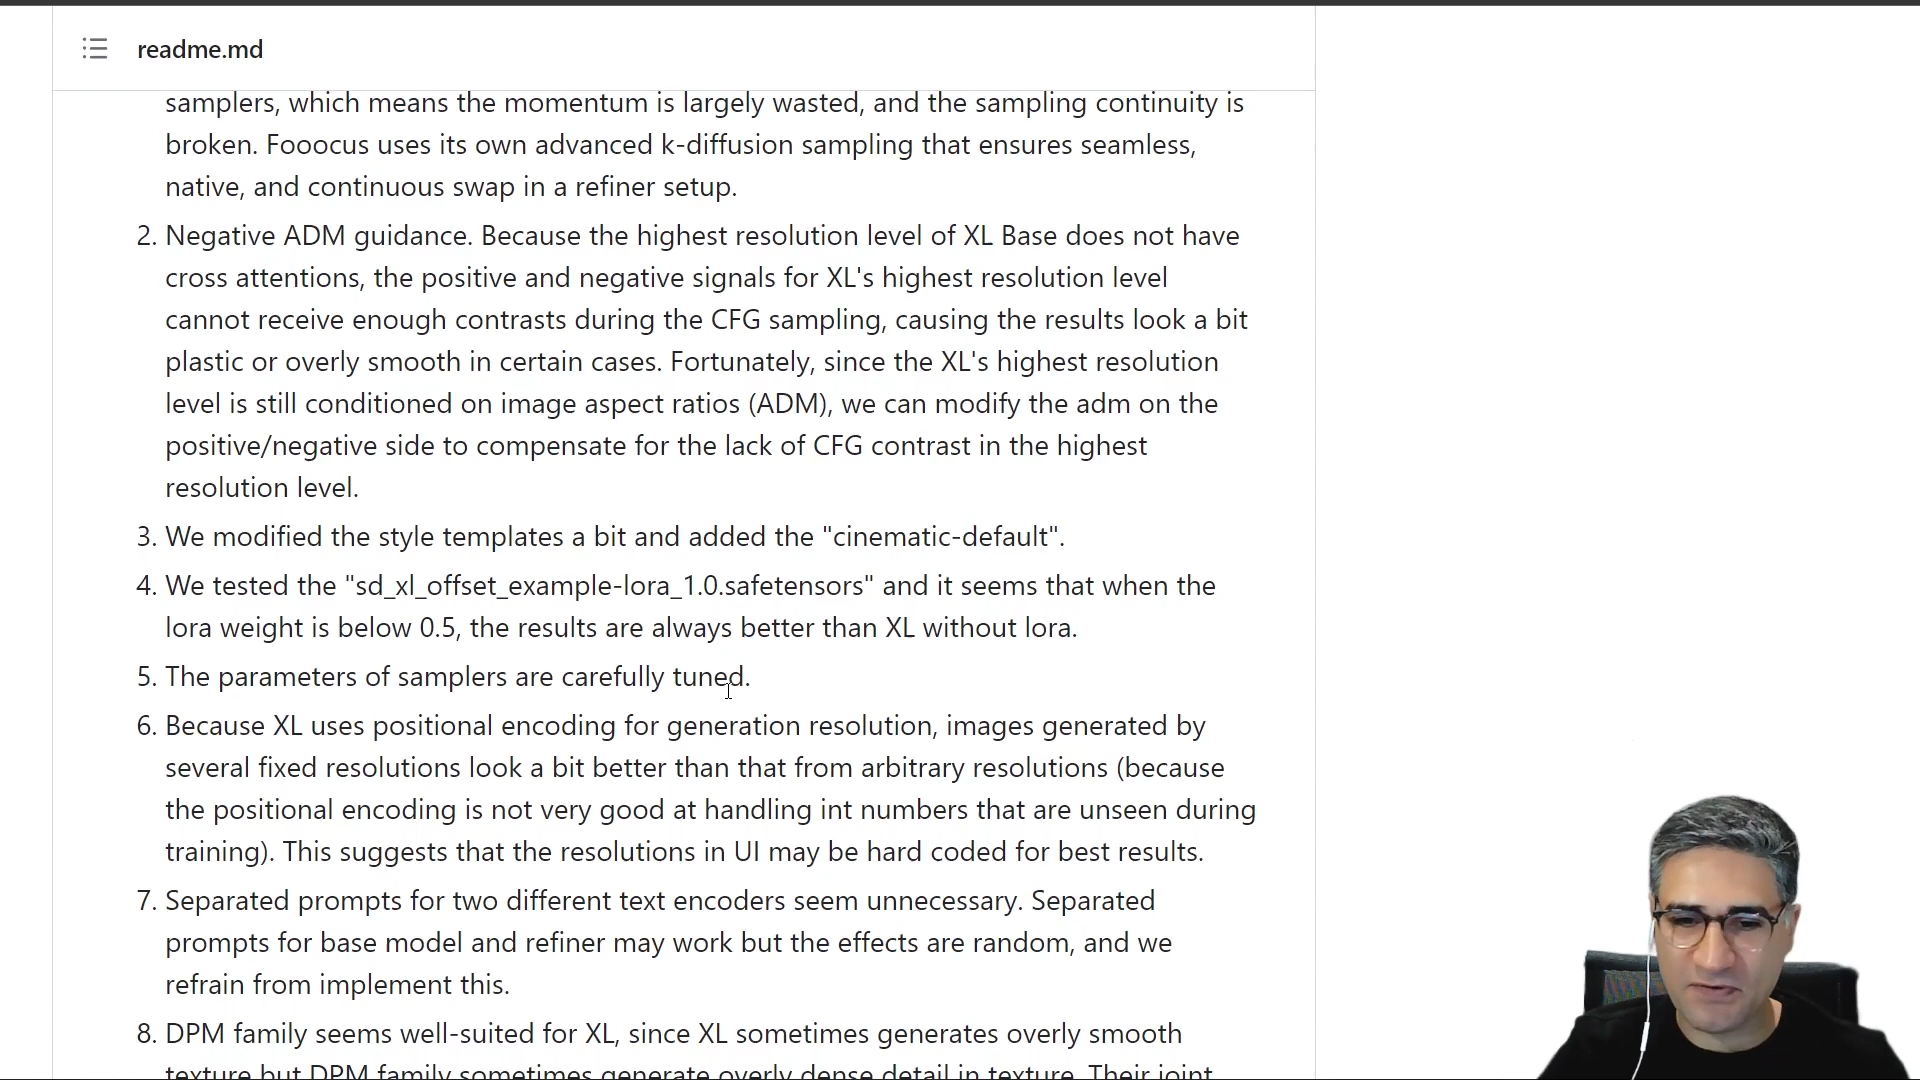 readme.md
samplers, which means the momentum is largely wasted, and the sampling continuity is
broken. Fooocus uses its own advanced k-diffusion sampling that ensures seamless,
native, and continuous swap in a refiner setup.
2. Negative ADM guidance. Because the highest resolution level of XL Base does not have
cross attentions, the positive and negative signals for XL's highest resolution level
cannot receive enough contrasts during the CFG sampling, causing the results look a bit
plastic or overly smooth in certain cases. Fortunately, since the XL's highest resolution
level is still conditioned on image aspect ratios (ADM), we can modify the adm on the
positive/negative side to compensate for the lack of CFG contrast in the highest
resolution level.
3. We modified the style templates a bit and added the "cinematic-default".
4. We tested the "sd_xl_offset_example-lora_1.0.safetensors" and it seems that when the
lora weight is below 0.5, the results are always better than XL without lora.
5. The parameters of samplers are carefully tuned.
6. Because XL uses positional encoding for generation resolution, images generated by
several fixed resolutions look a bit better than that from arbitrary resolutions (because
the positional encoding is not very good at handling int numbers that are unseen during
training). This suggests that the resolutions in UI may be hard coded for best results.
7. Separated prompts for two different text encoders seem unnecessary. Separated
prompts for base model and refiner may work but the effects are random, and we
refrain from implement this.
8. DPM family seems well-suited for XL, since XL sometimes generates overly smooth
texture but DPM family sometimes generate overly dense detail in texture. Their joint